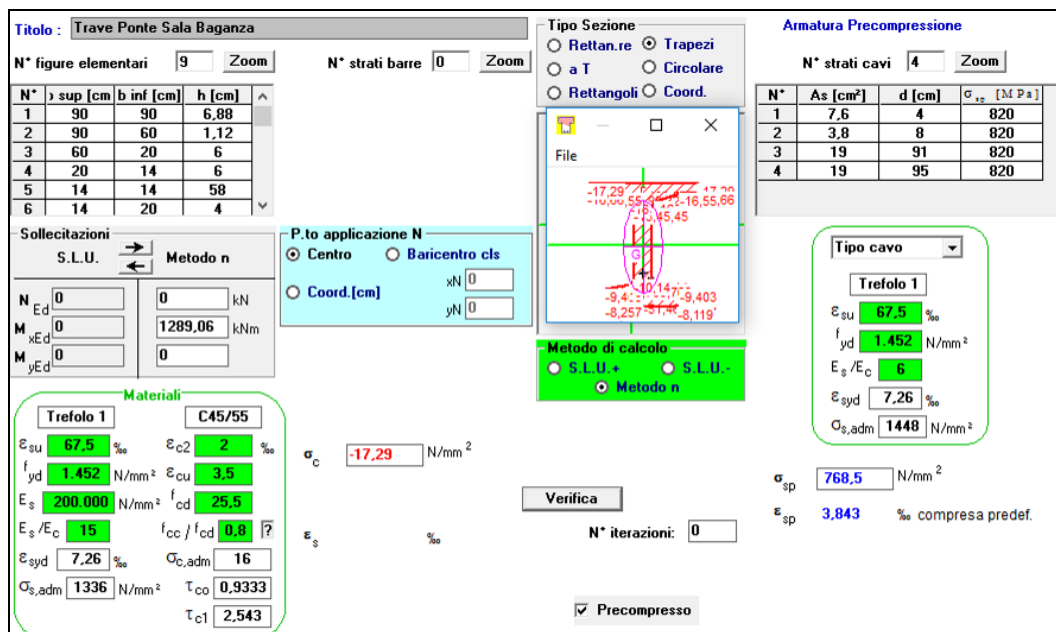 Titolo : Trave Ponte Sala Baganza
N° figure elementari 9 Zoom
N° strati barre 0 Zoom
N° b inf [cm] h [cm]
1 90 90 6,88
2 90 60 1,12
3 60 20 6
4 20 14 6
5 14 14 58
6 14 20 4
Tipo Sezione
Rettan.re Trapezi
a T Circolare
Rettangoli Coord.
Armatura Precompressione
N° strati cavi 4 Zoom
N° As [cm²] d [cm] [MPa]
1 7,6 4 820
2 3,8 8 820
3 19 91 820
4 19 95 820
File
-17,29
-16,55,66
45,45
G
-9,403
-8,257
-8,119
Sollecitazioni
S.L.U. Metodo n
N Ed 0 0 kN
M xEd 0 1289,06 kNm
M yEd 0 0
P.to applicazione N
Centro Baricentro cls
Coord.[cm] xN 0
yN 0
Metodo di calcolo
S.L.U.+ S.L.U.-
Metodo n
Tipo cavo
Trefolo 1
εsu 67,5 ‰
fyd 1.452 N/mm²
Es/Ec 6
εsyd 7,26 ‰
σs,adm 1448 N/mm²
Materiali
Trefolo 1 C45/55
εsu 67,5 ‰ εc2 2 ‰
fyd 1.452 N/mm² εcu 3,5
Es 200.000 N/mm² fcd 25,5
Es/Ec 15 fcc / fcd 0,8 ?
εsyd 7,26 ‰ σc,adm 16
σs,adm 1336 N/mm² τco 0,9333
τc1 2,543
σc -17,29 N/mm²
εs ‰
Verifica
N° iterazioni: 0
Precompresso
σsp 768,5 N/mm²
εsp 3,843 ‰ compresa predef.